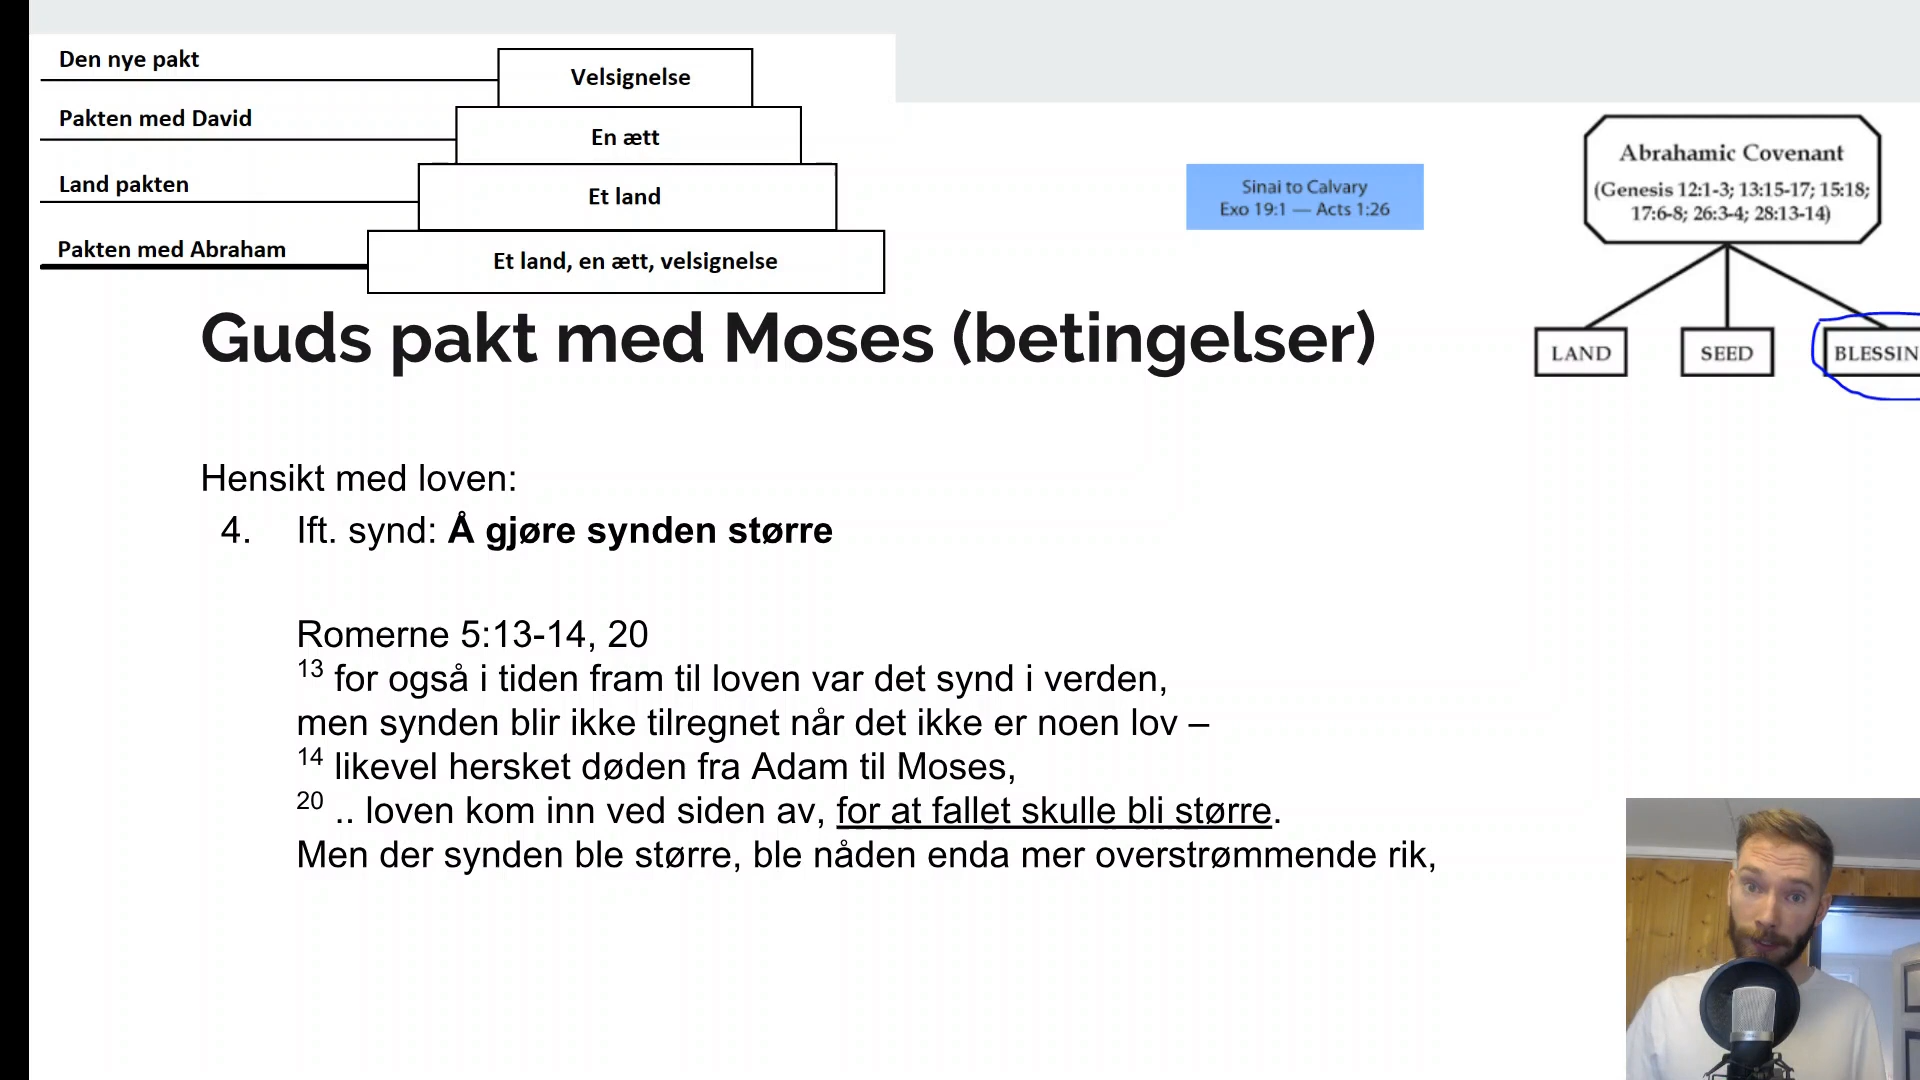 Den nye pakt
Velsignelse
Pakten med David
En ætt
Land pakten
Et land
Pakten med Abraham
Et land, en ætt, velsignelse
Sinai to Calvary
Exo 19:1 — Acts 1:26
Abrahamic Covenant
(Genesis 12:1-3; 13:15-17; 15:18;
17:6-8; 26:3-4; 28:13-14)
LAND
SEED
BLESSIN
Guds pakt med Moses (betingelser)
Hensikt med loven:
4. Ift. synd: Å gjøre synden større
Romerne 5:13-14, 20
13 for også i tiden fram til loven var det synd i verden,
men synden blir ikke tilregnet når det ikke er noen lov –
14 likevel hersket døden fra Adam til Moses,
20 .. loven kom inn ved siden av, for at fallet skulle bli større.
Men der synden ble større, ble nåden enda mer overstrømmende rik,